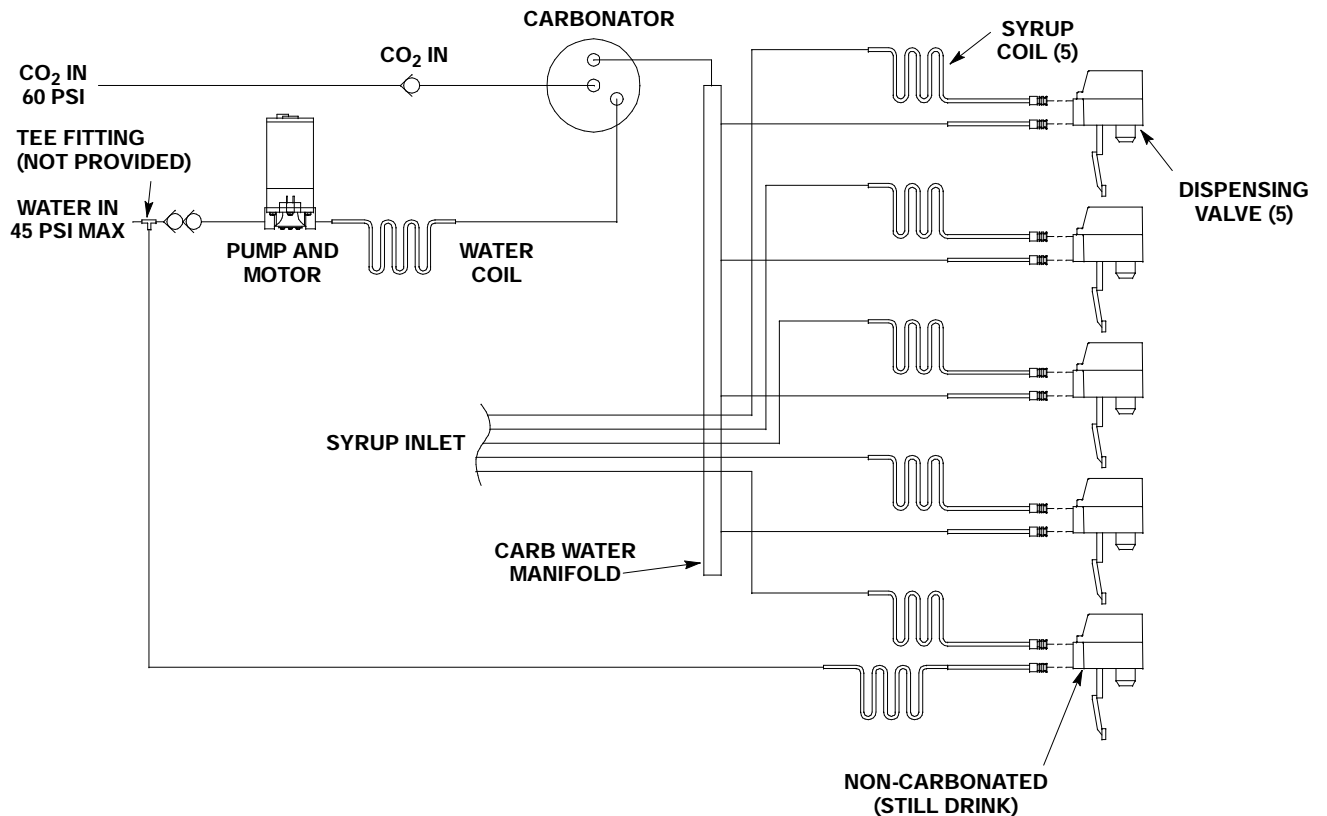 CARBONATOR
CO₂ IN
CO₂ IN
60 PSI
SYRUP
COIL (5)
TEE FITTING
(NOT PROVIDED)
WATER IN
45 PSI MAX
PUMP AND
MOTOR
WATER
COIL
DISPENSING
VALVE (5)
SYRUP INLET
CARB WATER
MANIFOLD
NON-CARBONATED
(STILL DRINK)